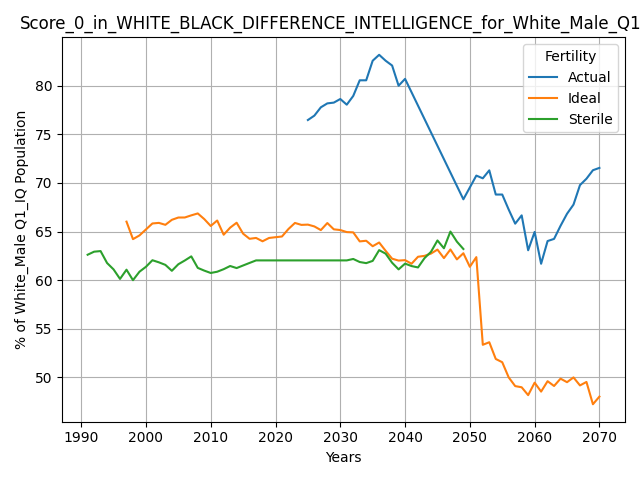 Score_0_in_WHITE_BLACK_DIFFERENCE_INTELLIGENCE_for_White_Male_Q1
Fertility
Actual
Ideal
Sterile
% of White_Male Q1_IQ Population
80
75
70
65
60
55
50
1990 2000 2010 2020 2030 2040 2050 2060 2070
Years